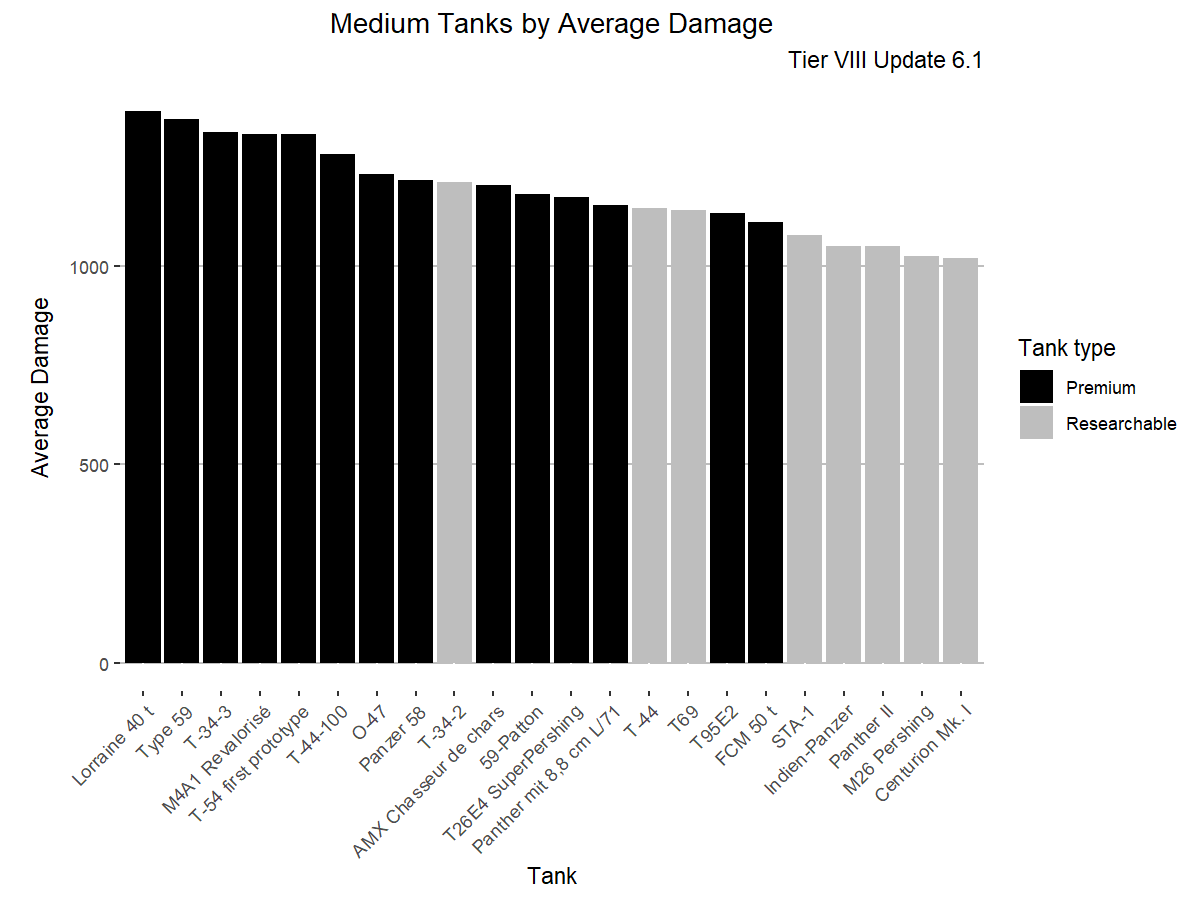 Medium Tanks by Average Damage
Tier VIII Update 6.1
Average Damage
1000
500
0
Lorraine 40 t
Type 59
T-34-3
M4A1 Revalorisé
T-54 first prototype
T-44-100
O-47
Panzer 58
T-34-2
AMX Chasseur de chars
59-Patton
T26E4 SuperPershing
Panther mit 8,8 cm L/71
T-44
T69
T95E2
FCM 50 t
STA-1
Indien-Panzer
Panther II
M26 Pershing
Centurion Mk. I
Tank
Tank type
Premium
Researchable